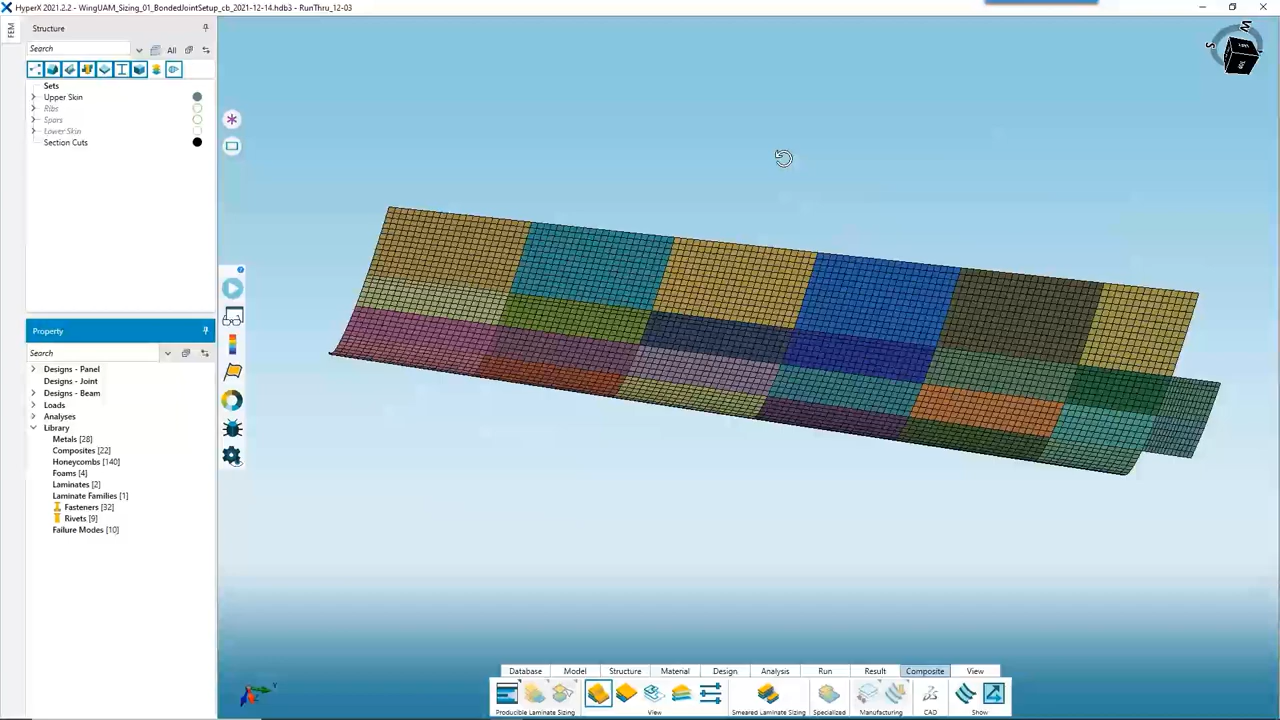 HyperX 2021.2.2 - WingUAM_Sizing_01_BondedJointSetup_cb_2021-12-14.hdb3 - RunThru_12-03
FEM
Structure
Search
All
Sets
Upper Skin
Ribs
Spars
Lower Skin
Section Cuts
Property
Search
Designs - Panel
Designs - Joint
Designs - Beam
Loads
Analyses
Library
Metals [28]
Composites [22]
Honeycombs [140]
Foams [4]
Laminates [2]
Laminate Families [1]
Fasteners [32]
Rivets [9]
Failure Modes [10]
Database Model Structure Material Design Analysis Run Result Composite View
Producible Laminate Sizing View Smeared Laminate Sizing Specialized Manufacturing CAD Show